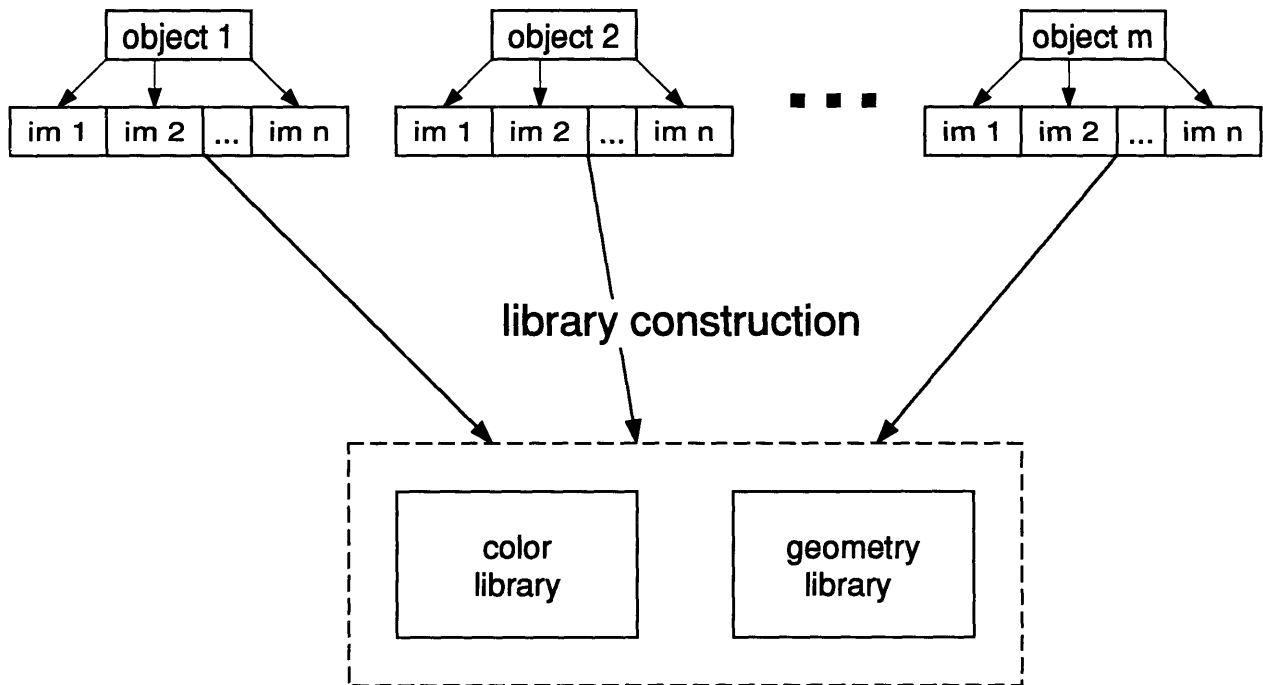 object 1
object 2
object m
im 1 im 2 ... im n
im 1 im 2 ... im n
im 1 im 2 ... im n
library construction
color
library
geometry
library